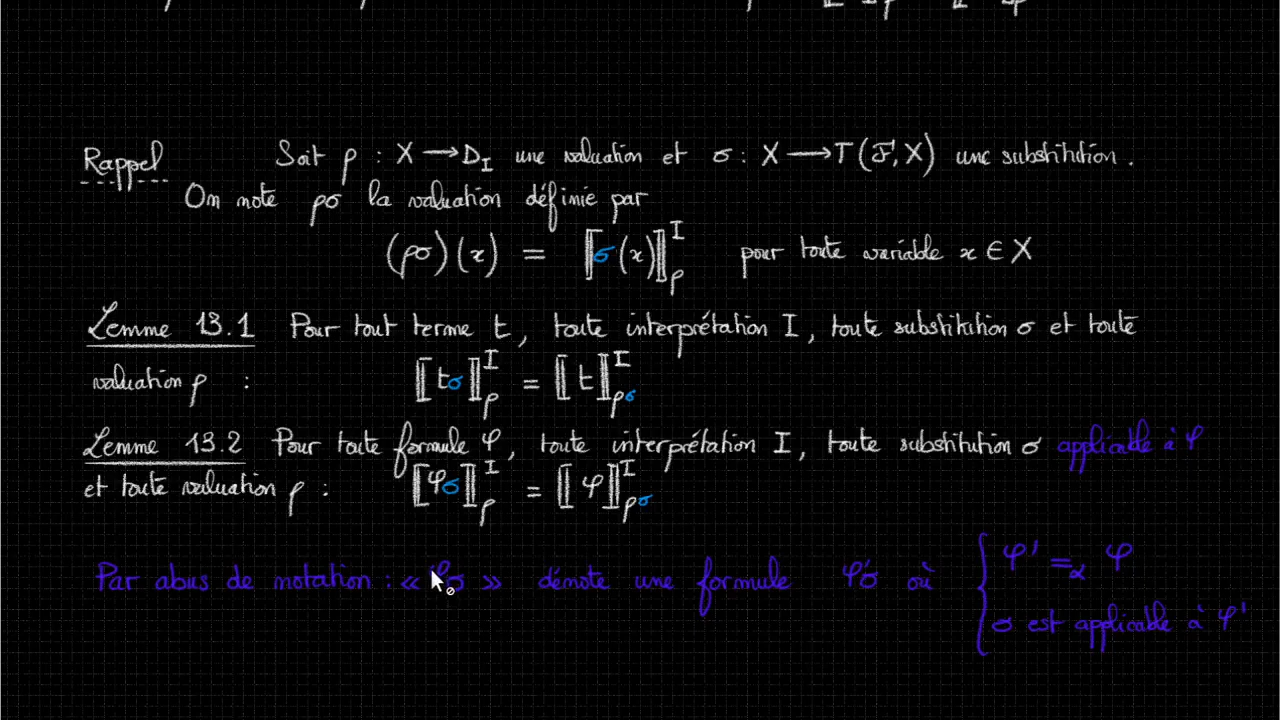 Rappel Soit ρ : X → D_I une valuation et σ : X → T(F, X) une substitution.
On note ρσ la valuation définie par
(ρσ)(x) = ⟦σ(x)⟧^I_ρ pour toute variable x ∈ X
Lemme 13.1 Pour tout terme t, toute interprétation I, toute substitution σ et toute
valuation ρ : ⟦tσ⟧^I_ρ = ⟦t⟧^I_ρσ
Lemme 13.2 Pour toute formule φ, toute interprétation I, toute substitution σ applicable à φ
et toute valuation ρ : ⟦φσ⟧^I_ρ = ⟦φ⟧^I_ρσ
Par abus de notation : « φσ » dénote une formule φ'σ où { φ' =_α φ
σ est applicable à φ'